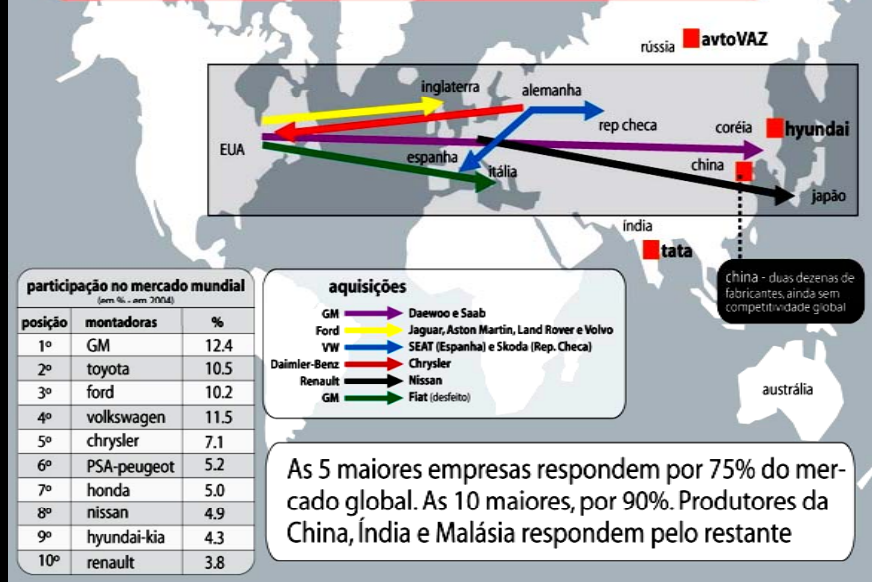 rússia
avtoVAZ
inglaterra
alemanha
rep checa
coréia
hyundai
EUA
espanha
itália
china
japão
índia
tata
china - duas dezenas de
fabricantes, ainda sem
competitividade global
participação no mercado mundial
(em % - em 2004)
posição montadoras %
1º GM 12.4
2º toyota 10.5
3º ford 10.2
4º volkswagen 11.5
5º chrysler 7.1
6º PSA-peugeot 5.2
7º honda 5.0
8º nissan 4.9
9º hyundai-kia 4.3
10º renault 3.8
aquisições
GM Daewoo e Saab
Ford Jaguar, Aston Martin, Land Rover e Volvo
VW SEAT (Espanha) e Skoda (Rep. Checa)
Daimler-Benz Chrysler
Renault Nissan
GM Fiat (desfeito)
austrália
As 5 maiores empresas respondem por 75% do mer-
cado global. As 10 maiores, por 90%. Produtores da
China, Índia e Malásia respondem pelo restante